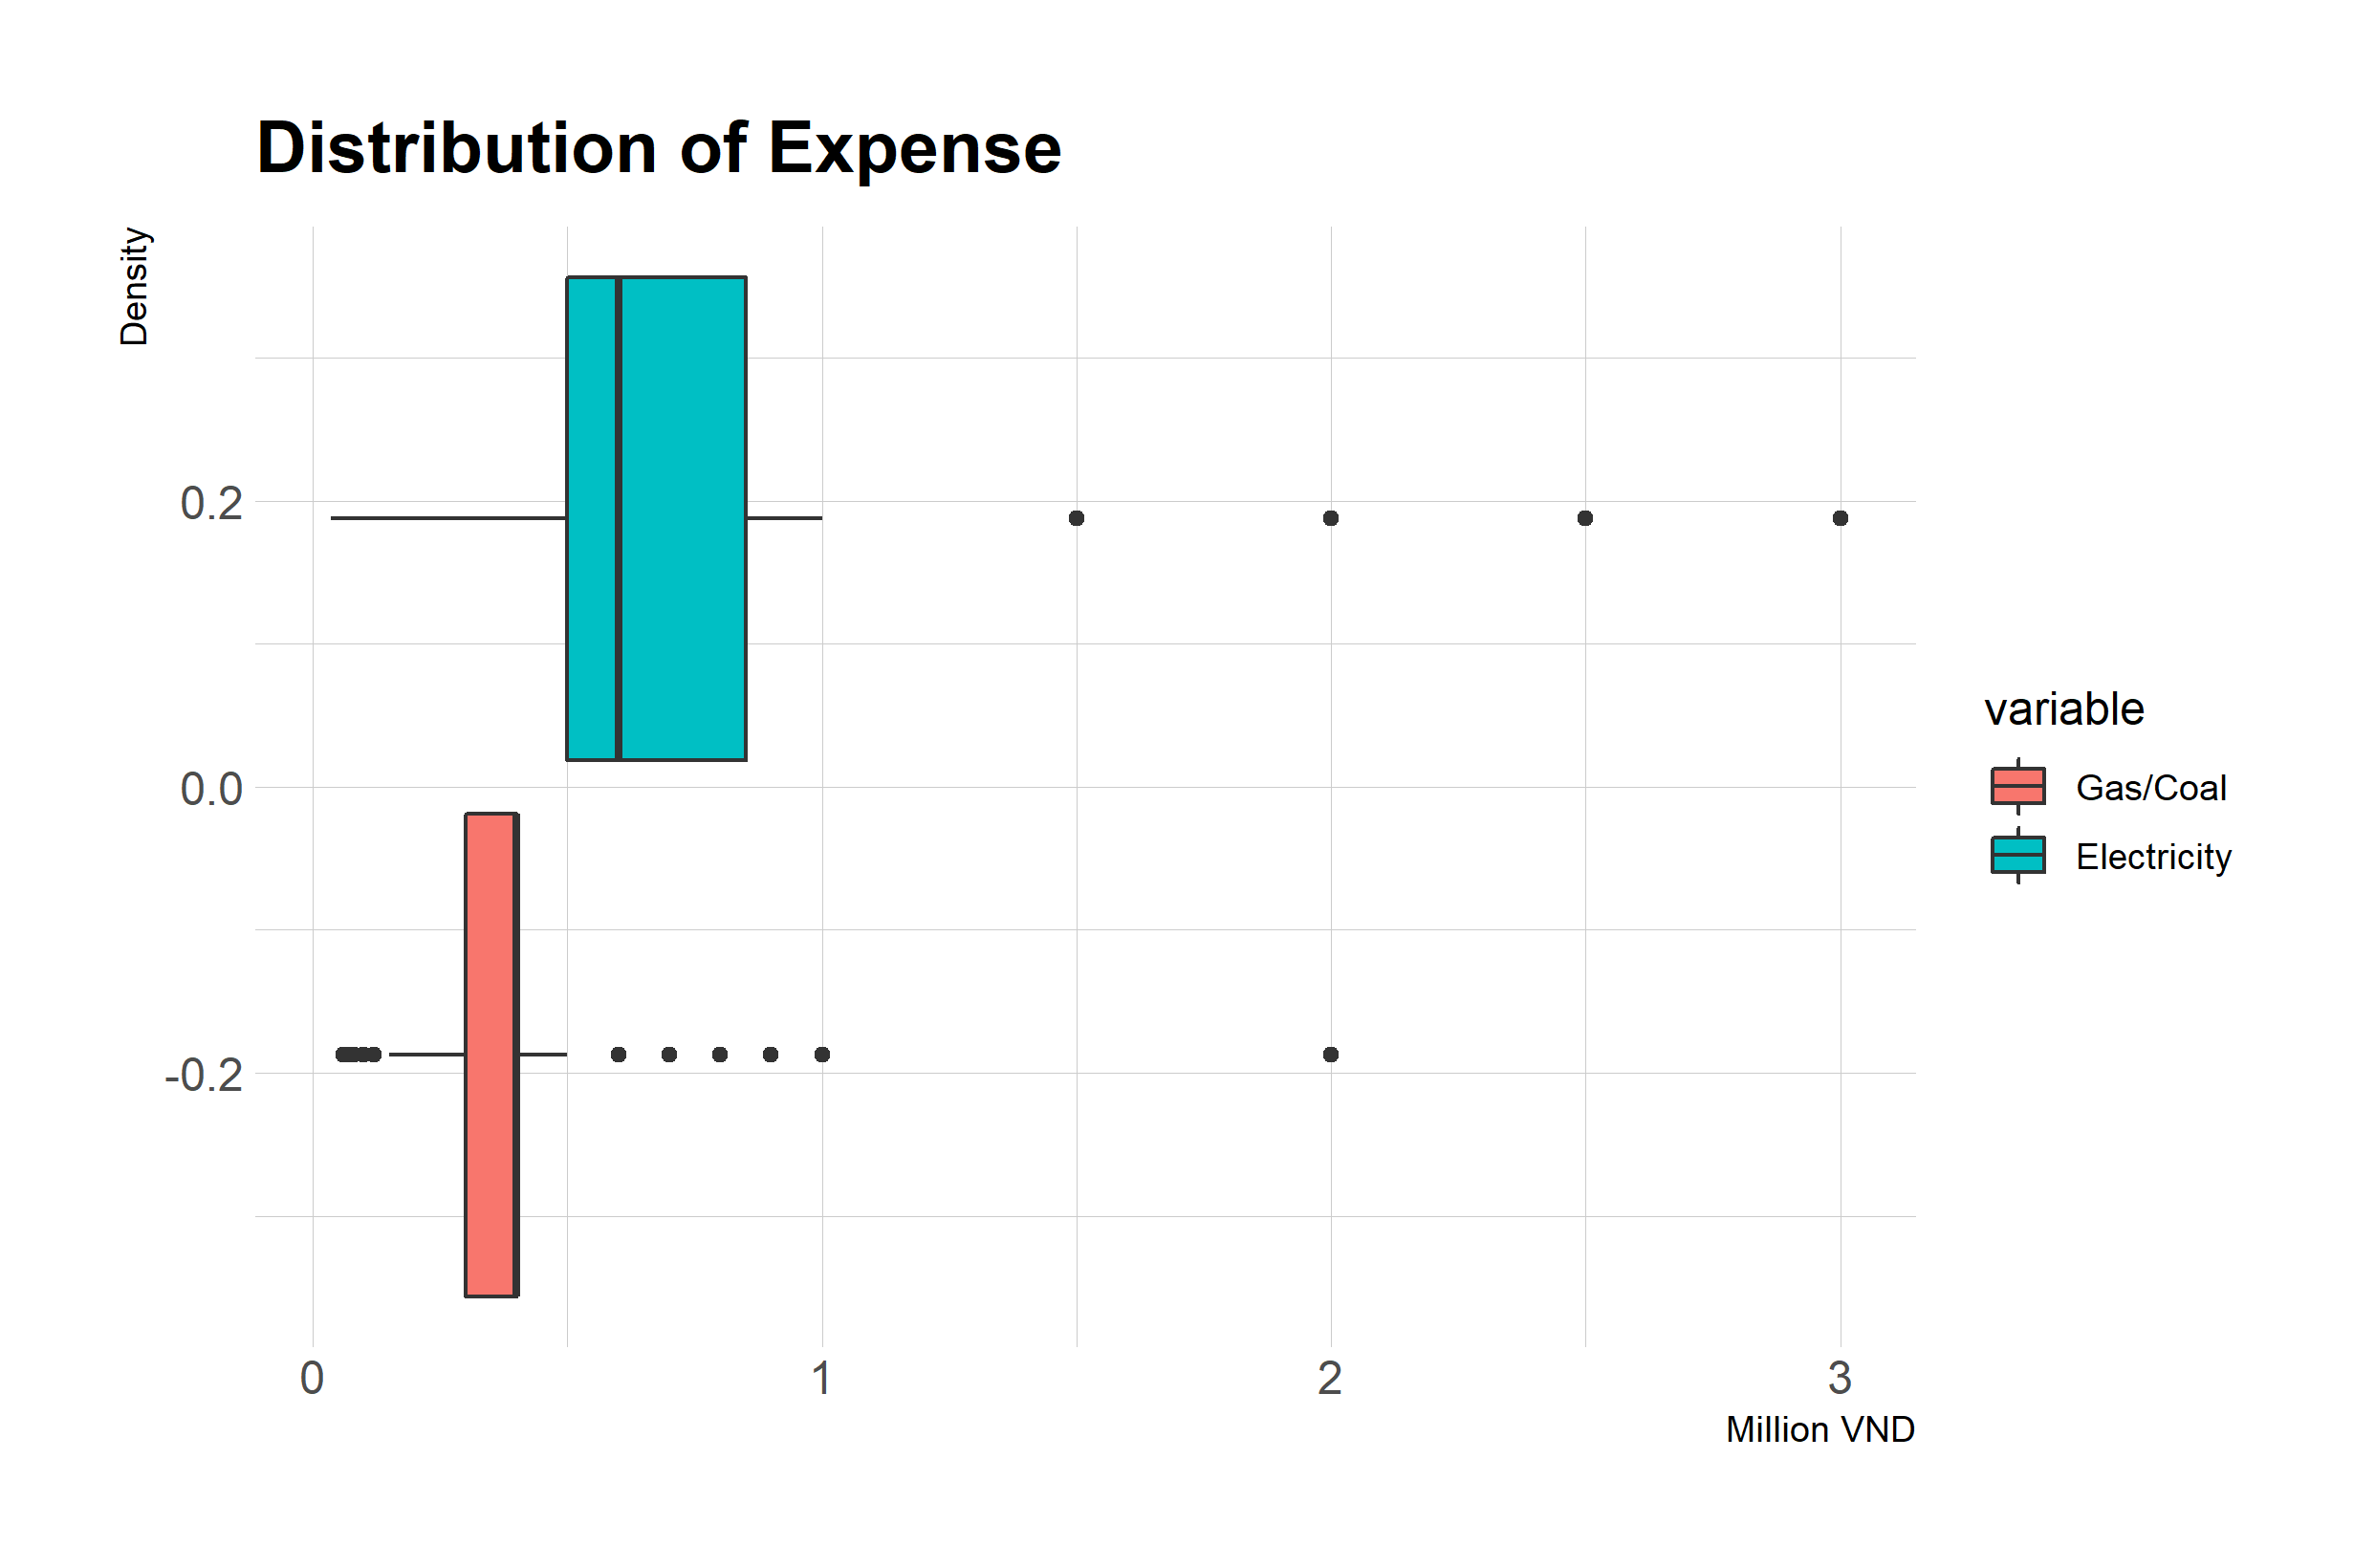 Distribution of Expense
Density
0.2
0.0
-0.2
0
1
2
3
Million VND
variable
Gas/Coal
Electricity